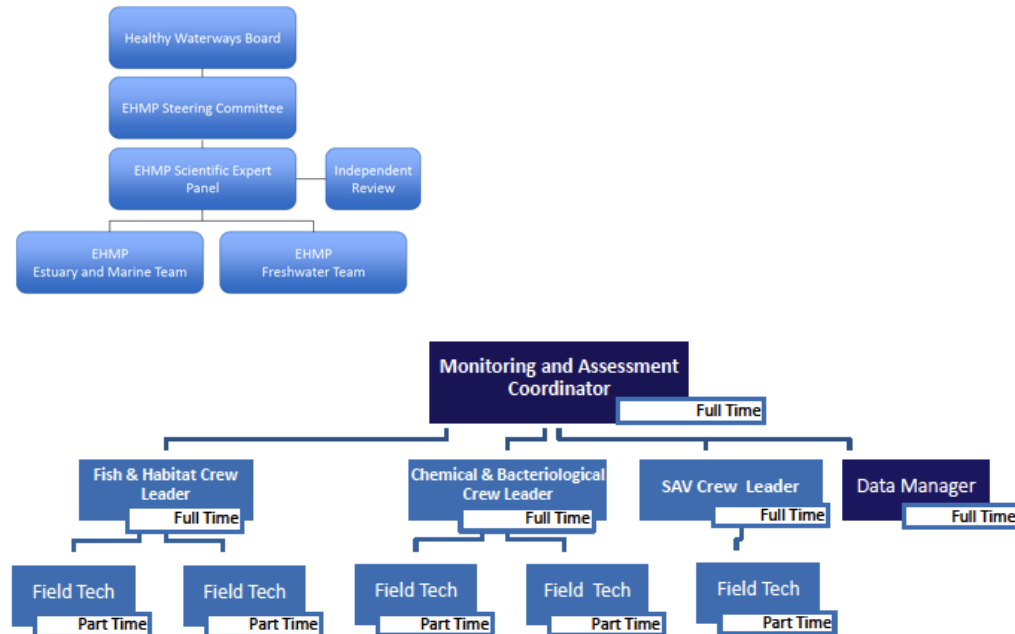 Healthy Waterways Board
EHMP Steering Committee
EHMP Scientific Expert
Panel
Independent
Review
EHMP
Estuary and Marine Team
EHMP
Freshwater Team
Monitoring and Assessment
Coordinator
Full Time
Fish & Habitat Crew
Leader
Full Time
Chemical & Bacteriological
Crew Leader
Full Time
SAV Crew Leader
Full Time
Data Manager
Full Time
Field Tech
Part Time
Field Tech
Part Time
Field Tech
Part Time
Field Tech
Part Time
Field Tech
Part Time